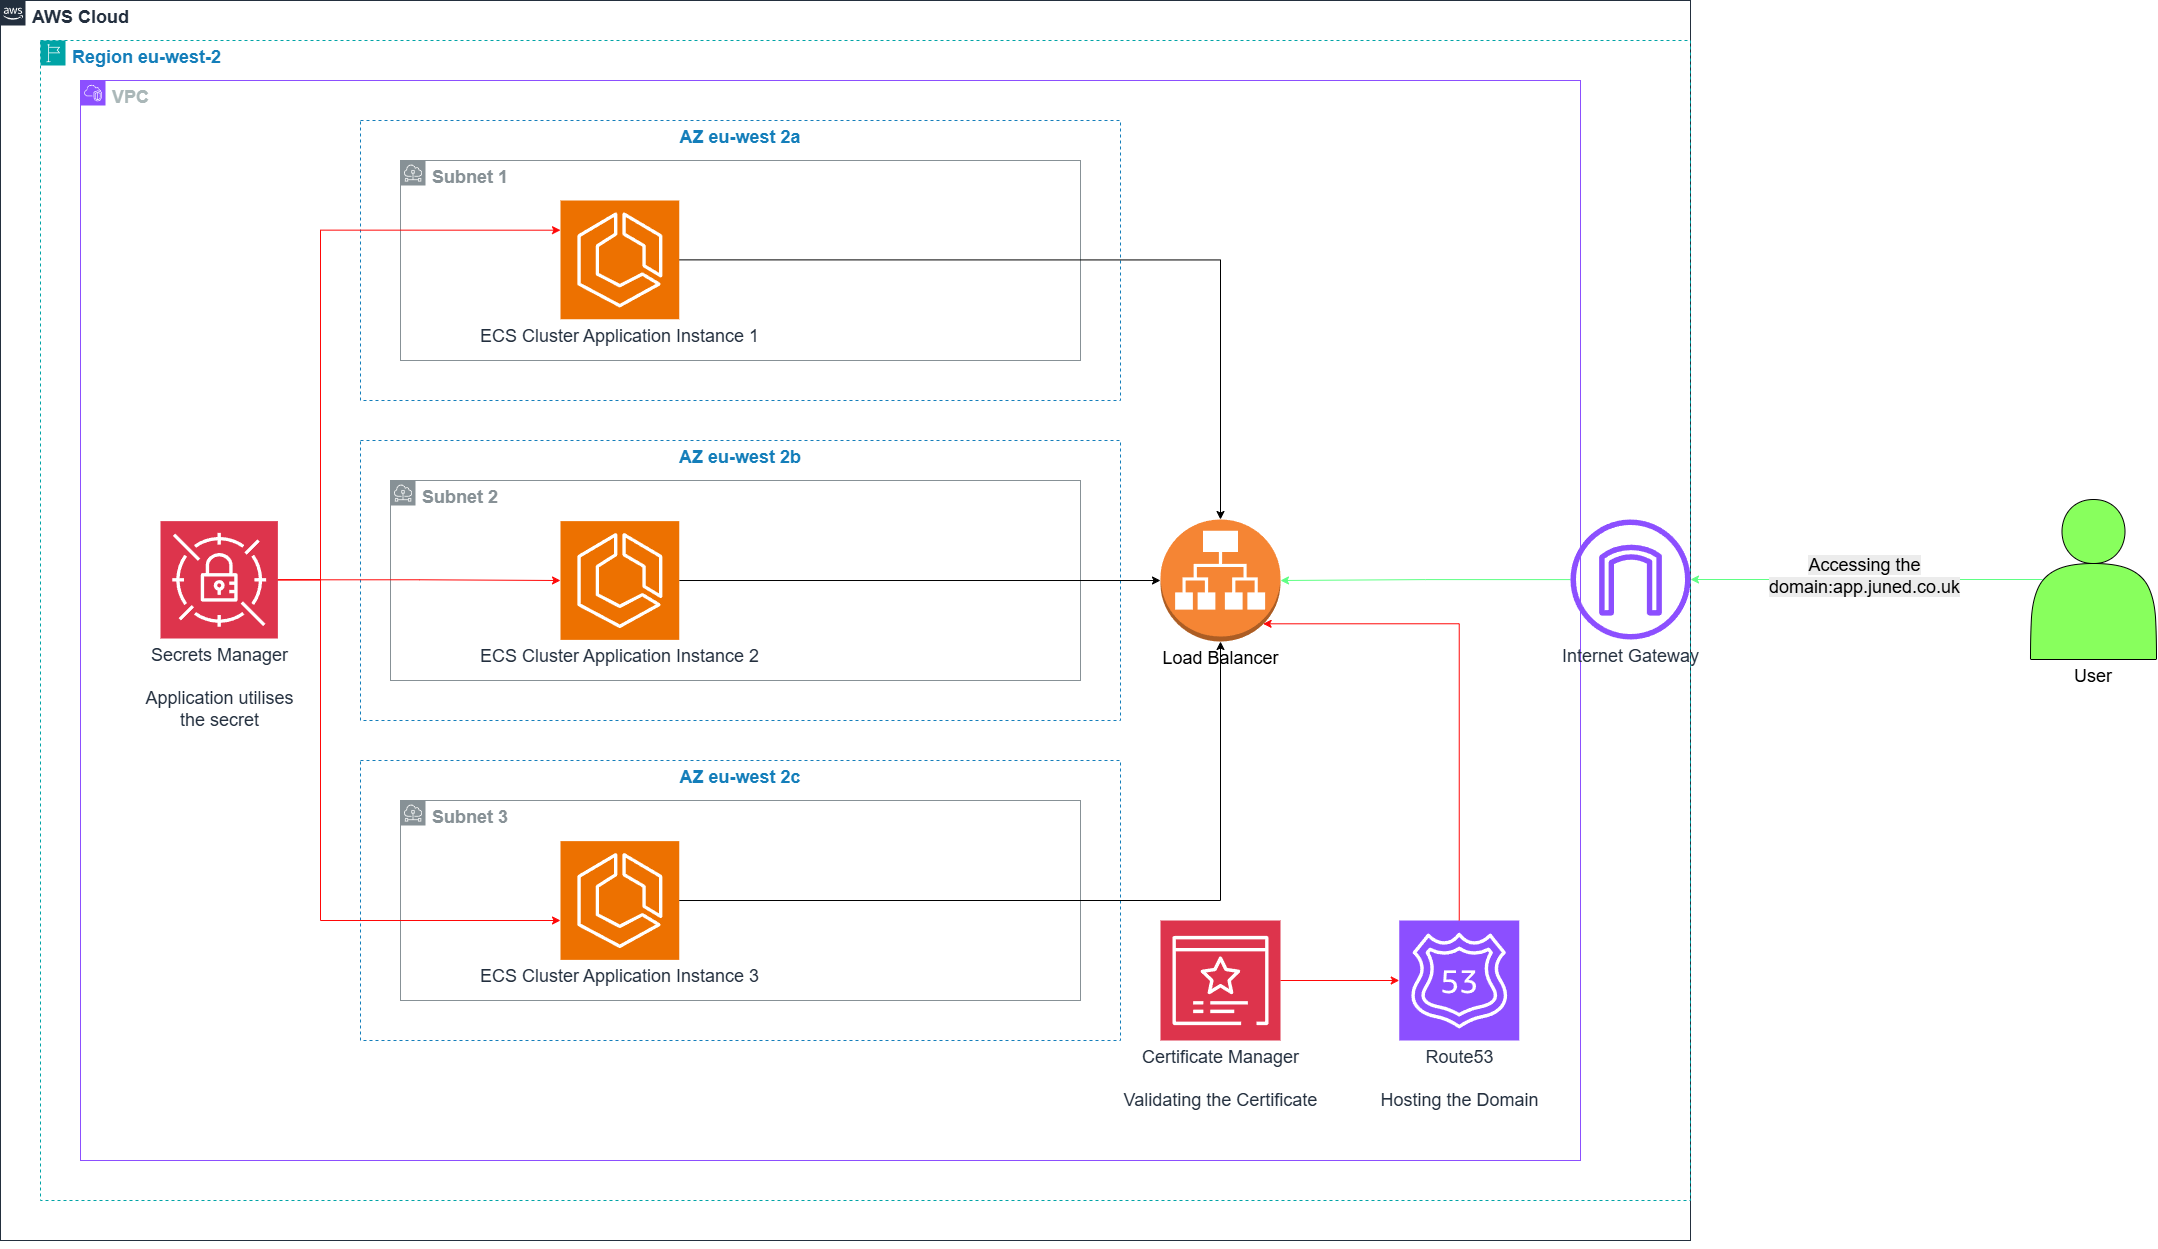 aws
AWS Cloud
Region eu-west-2
VPC
AZ eu-west 2a
Subnet 1
ECS Cluster Application Instance 1
AZ eu-west 2b
Subnet 2
ECS Cluster Application Instance 2
Secrets Manager
Application utilises
the secret
Load Balancer
Internet Gateway
Accessing the
domain:app.juned.co.uk
User
AZ eu-west 2c
Subnet 3
ECS Cluster Application Instance 3
Certificate Manager
Validating the Certificate
53
Route53
Hosting the Domain